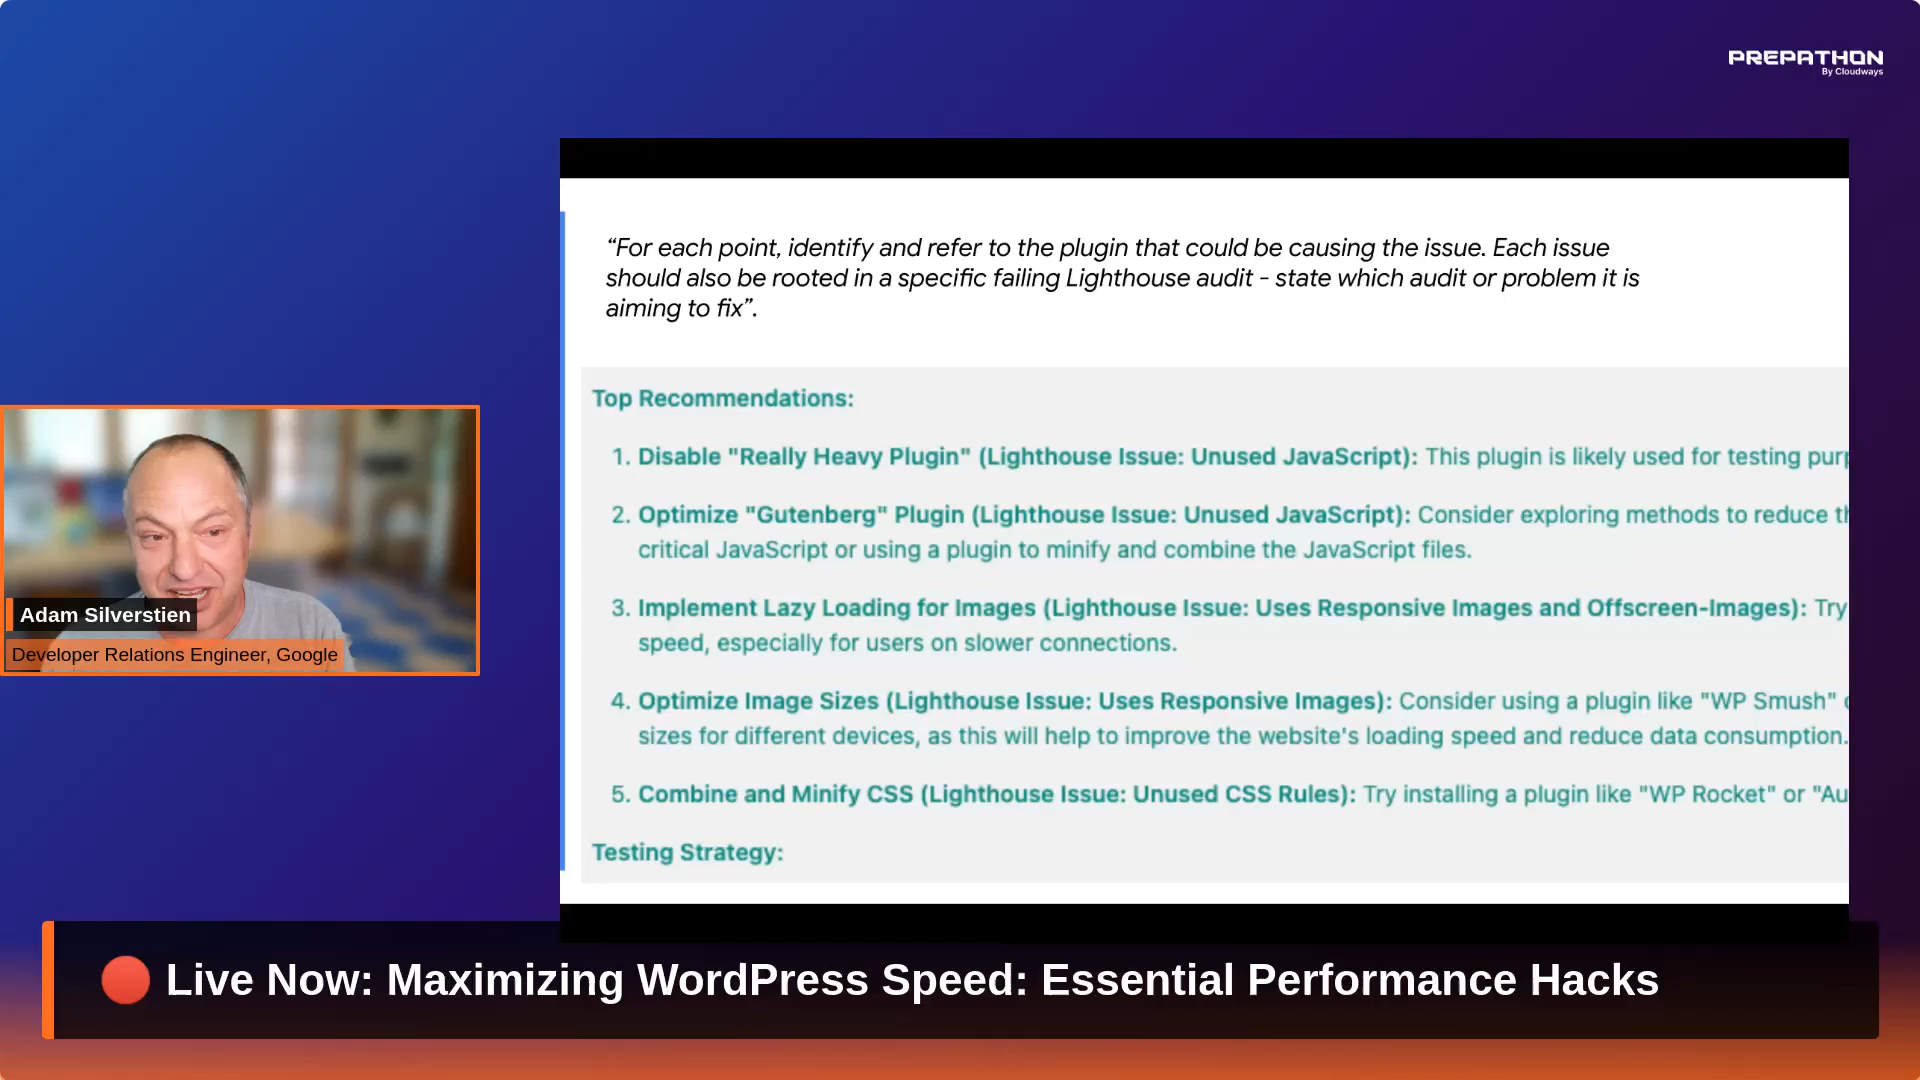 PREPATHON
By Cloudways
“For each point, identify and refer to the plugin that could be causing the issue. Each issue
should also be rooted in a specific failing Lighthouse audit - state which audit or problem it is
aiming to fix”.
Top Recommendations:
1. Disable "Really Heavy Plugin" (Lighthouse Issue: Unused JavaScript): This plugin is likely used for testing
2. Optimize "Gutenberg" Plugin (Lighthouse Issue: Unused JavaScript): Consider exploring methods to reduce
critical JavaScript or using a plugin to minify and combine the JavaScript files.
3. Implement Lazy Loading for Images (Lighthouse Issue: Uses Responsive Images and Offscreen-Images): Try
speed, especially for users on slower connections.
4. Optimize Image Sizes (Lighthouse Issue: Uses Responsive Images): Consider using a plugin like "WP Smush"
sizes for different devices, as this will help to improve the website's loading speed and reduce data consumption.
5. Combine and Minify CSS (Lighthouse Issue: Unused CSS Rules): Try installing a plugin like "WP Rocket" or
Testing Strategy:
Adam Silverstien
Developer Relations Engineer, Google
Live Now: Maximizing WordPress Speed: Essential Performance Hacks